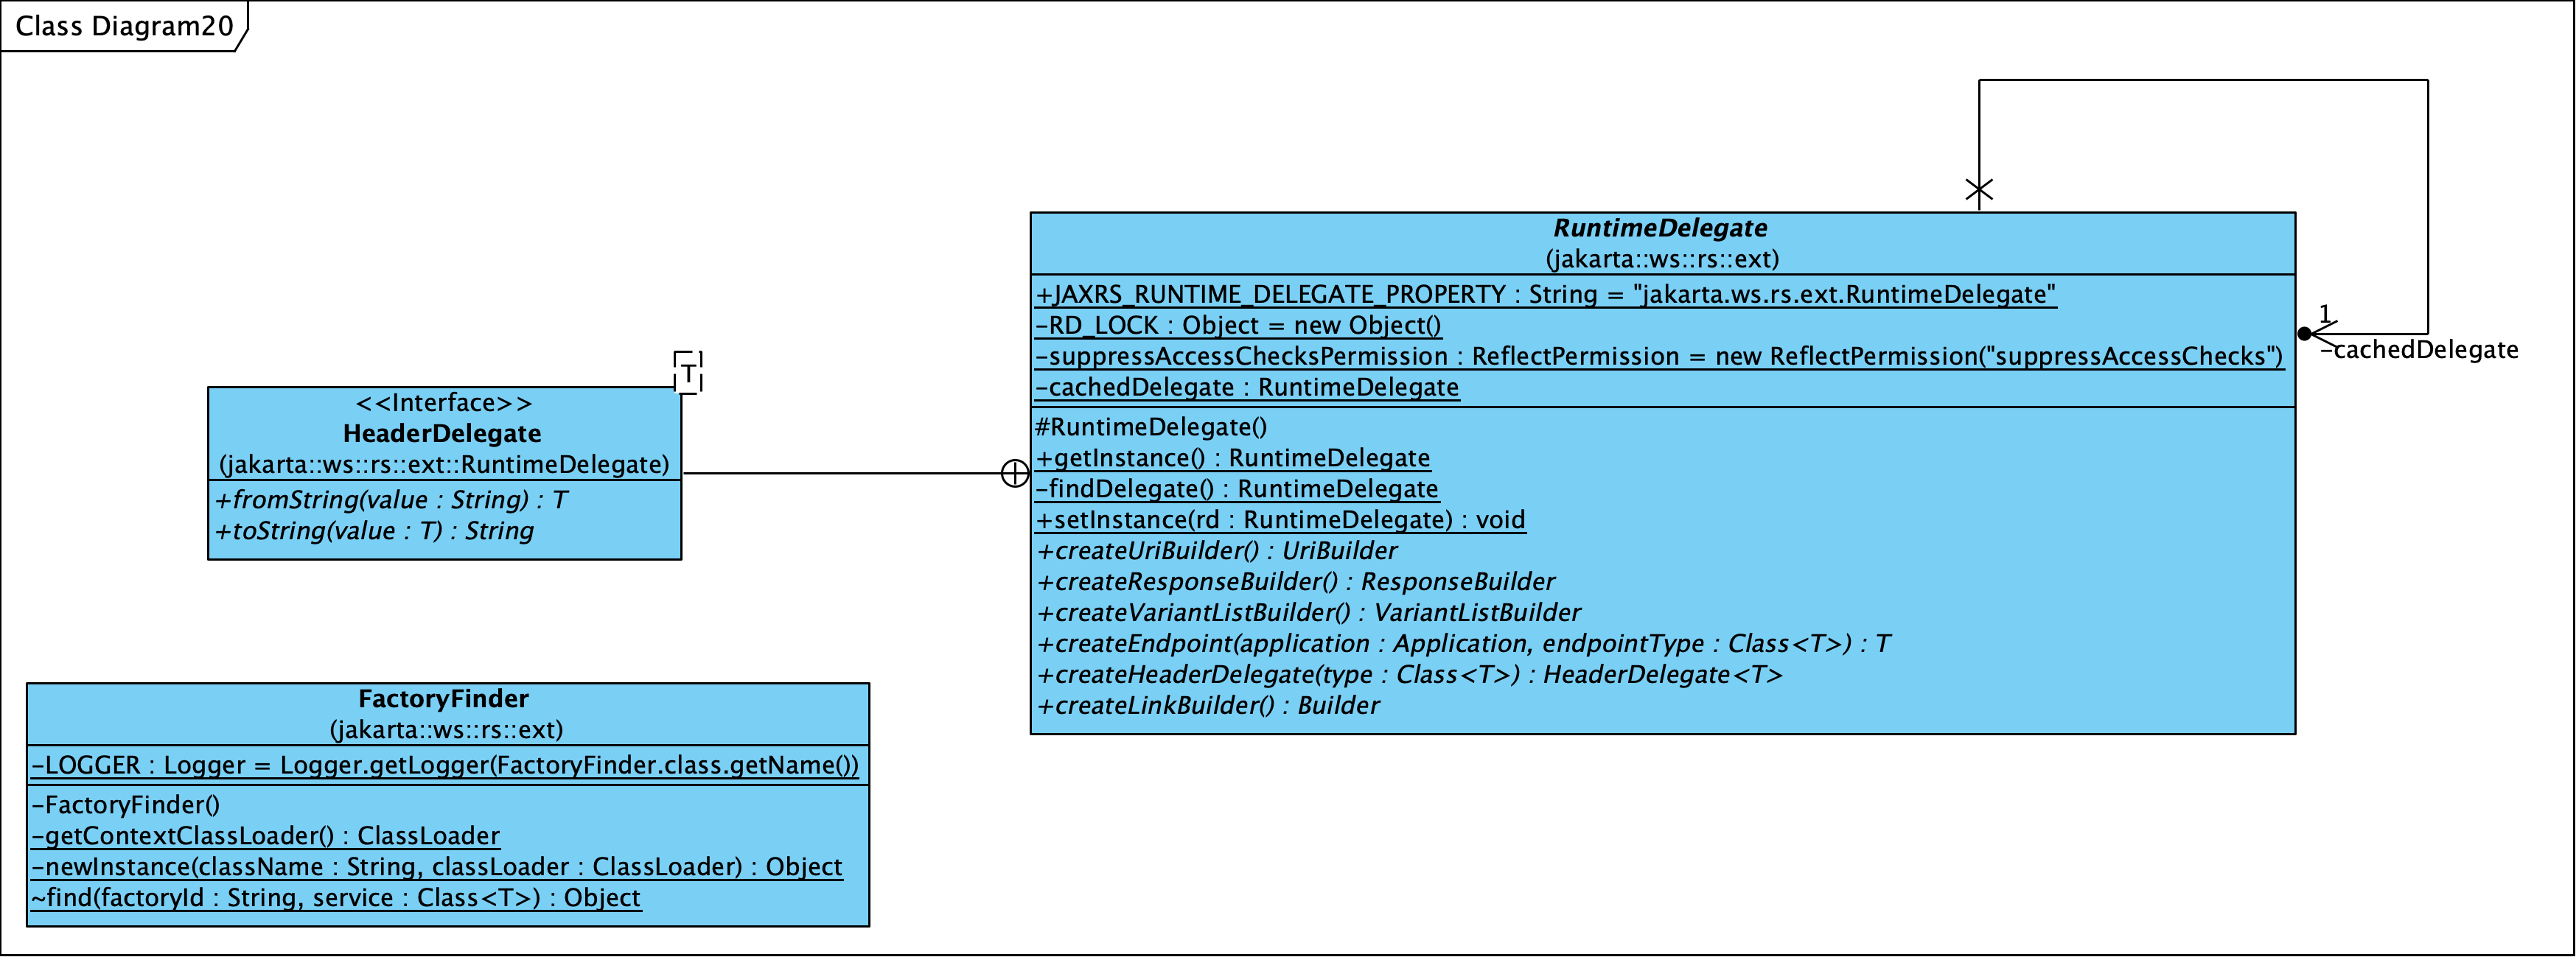 Class Diagram20
RuntimeDelegate
(jakarta::ws::rs::ext)
+JAXRS_RUNTIME_DELEGATE_PROPERTY : String = "jakarta.ws.rs.ext.RuntimeDelegate"
-RD_LOCK : Object = new Object()
-suppressAccessChecksPermission : ReflectPermission = new ReflectPermission("suppressAccessChecks")
-cachedDelegate : RuntimeDelegate
#RuntimeDelegate()
+getInstance() : RuntimeDelegate
-findDelegate() : RuntimeDelegate
+setInstance(rd : RuntimeDelegate) : void
+createUriBuilder() : UriBuilder
+createResponseBuilder() : ResponseBuilder
+createVariantListBuilder() : VariantListBuilder
+createEndpoint(application : Application, endpointType : Class<T>) : T
+createHeaderDelegate(type : Class<T>) : HeaderDelegate<T>
+createLinkBuilder() : Builder
1
-cachedDelegate
T
<<Interface>>
HeaderDelegate
(jakarta::ws::rs::ext::RuntimeDelegate)
+fromString(value : String) : T
+toString(value : T) : String
FactoryFinder
(jakarta::ws::rs::ext)
-LOGGER : Logger = Logger.getLogger(FactoryFinder.class.getName())
-FactoryFinder()
-getContextClassLoader() : ClassLoader
-newInstance(className : String, classLoader : ClassLoader) : Object
~find(factoryId : String, service : Class<T>) : Object